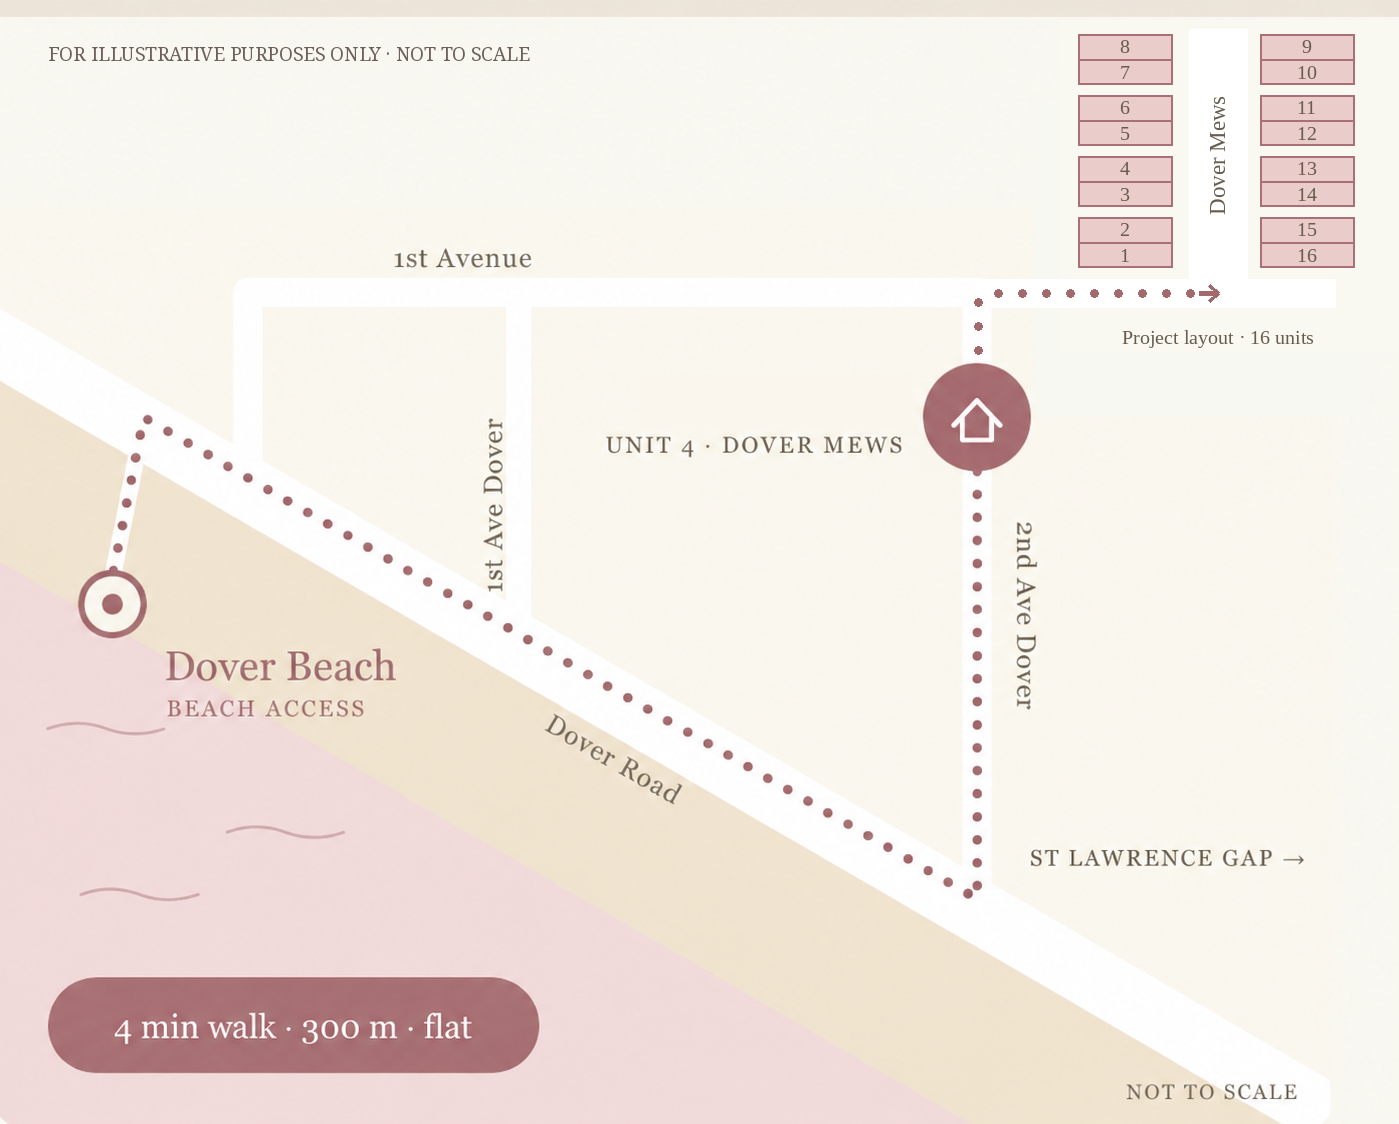 FOR ILLUSTRATIVE PURPOSES ONLY · NOT TO SCALE
8
7
6
5
4
3
2
1
Dover Mews
9
10
11
12
13
14
15
16
1st Avenue
Project layout · 16 units
UNIT 4 · DOVER MEWS
1st Ave Dover
2nd Ave Dover
Dover Beach
BEACH ACCESS
Dover Road
ST LAWRENCE GAP →
4 min walk · 300 m · flat
NOT TO SCALE